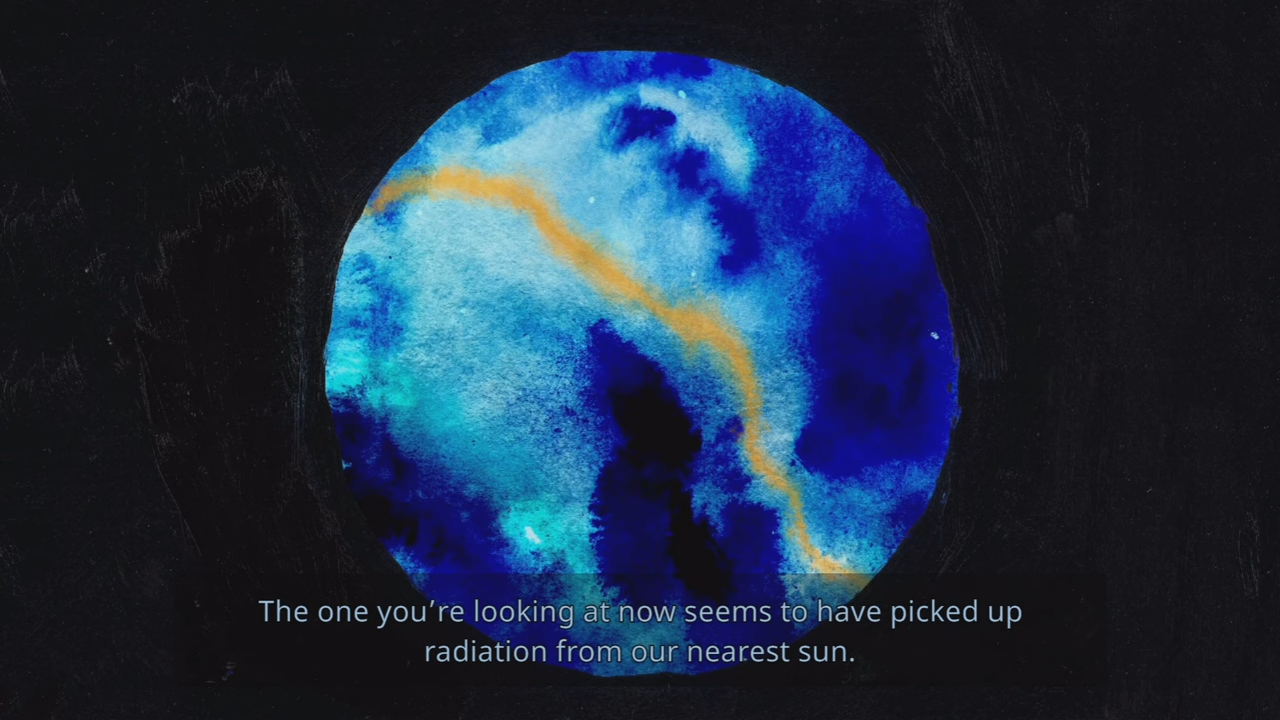 The one you’re looking at now seems to have picked up
radiation from our nearest sun.